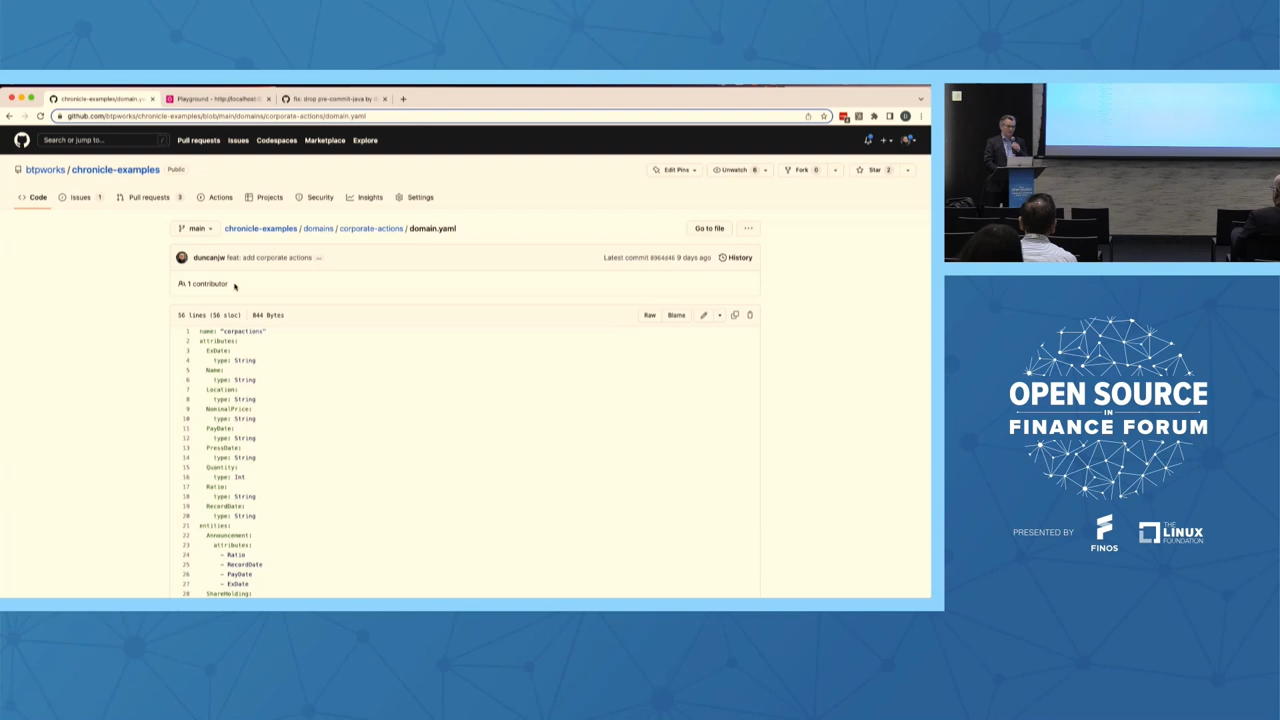 chronicle-examples/domain.ya
Playground - http://localhost:
fix: drop pre-commit-java by
github.com/btpworks/chronicle-examples/blob/main/domains/corporate-actions/domain.yaml
Search or jump to...
/
Pull requests
Issues
Codespaces
Marketplace
Explore
btpworks / chronicle-examples
Public
Edit Pins
Unwatch 6
Fork 0
Star 2
Code
Issues 1
Pull requests 3
Actions
Projects
Security
Insights
Settings
main
chronicle-examples / domains / corporate-actions / domain.yaml
Go to file
duncanjw feat: add corporate actions
Latest commit 9 days ago
History
1 contributor
56 lines (56 sloc) 844 Bytes
Raw
Blame
1 name: "corpactions"
2 attributes:
3 ExDate:
4 type: String
5 Name:
6 type: String
7 Location:
8 type: String
9 NominalPrice:
10 type: String
11 PayDate:
12 type: String
13 PressDate:
14 type: String
15 Quantity:
16 type: Int
17 Ratio:
18 type: String
19 RecordDate:
20 type: String
21 entities:
22 Announcement:
23 attributes:
24 - Ratio
25 - RecordDate
26 - PayDate
27 - ExDate
28 ShareHolding:
OPEN SOURCE
IN
FINANCE FORUM
PRESENTED BY
FINOS
THE
LINUX
FOUNDATION